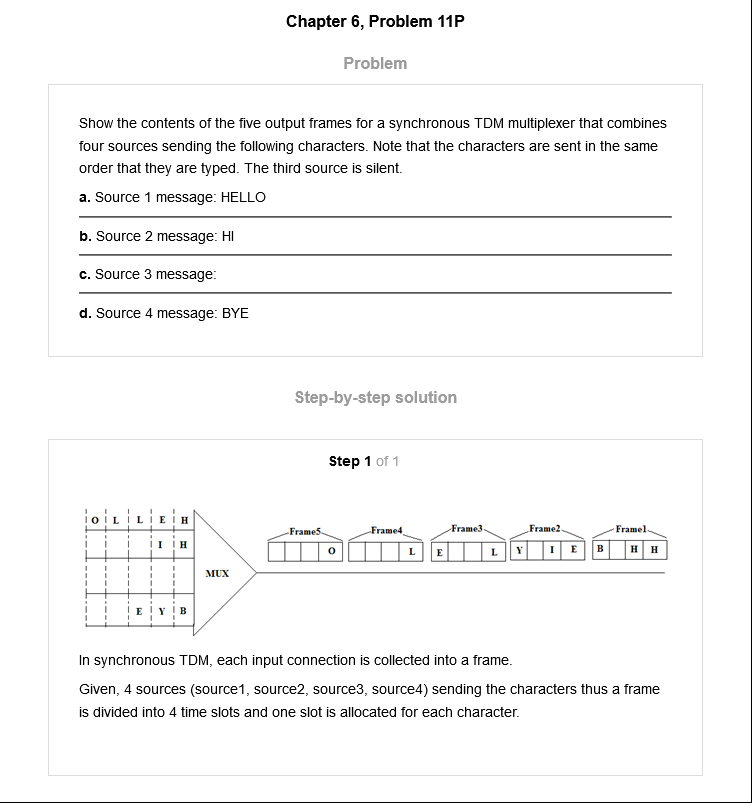 Chapter 6, Problem 11P
Problem
Show the contents of the five output frames for a synchronous TDM multiplexer that combines
four sources sending the following characters. Note that the characters are sent in the same
order that they are typed. The third source is silent.
a. Source 1 message: HELLO
b. Source 2 message: HI
c. Source 3 message:
d. Source 4 message: BYE
Step-by-step solution
Step 1 of 1
O L L E H
I H
E Y B
MUX
Frame5 Frame4 Frame3 Frame2 Frame1
O L E L Y I E B H H
In synchronous TDM, each input connection is collected into a frame.
Given, 4 sources (source1, source2, source3, source4) sending the characters thus a frame
is divided into 4 time slots and one slot is allocated for each character.